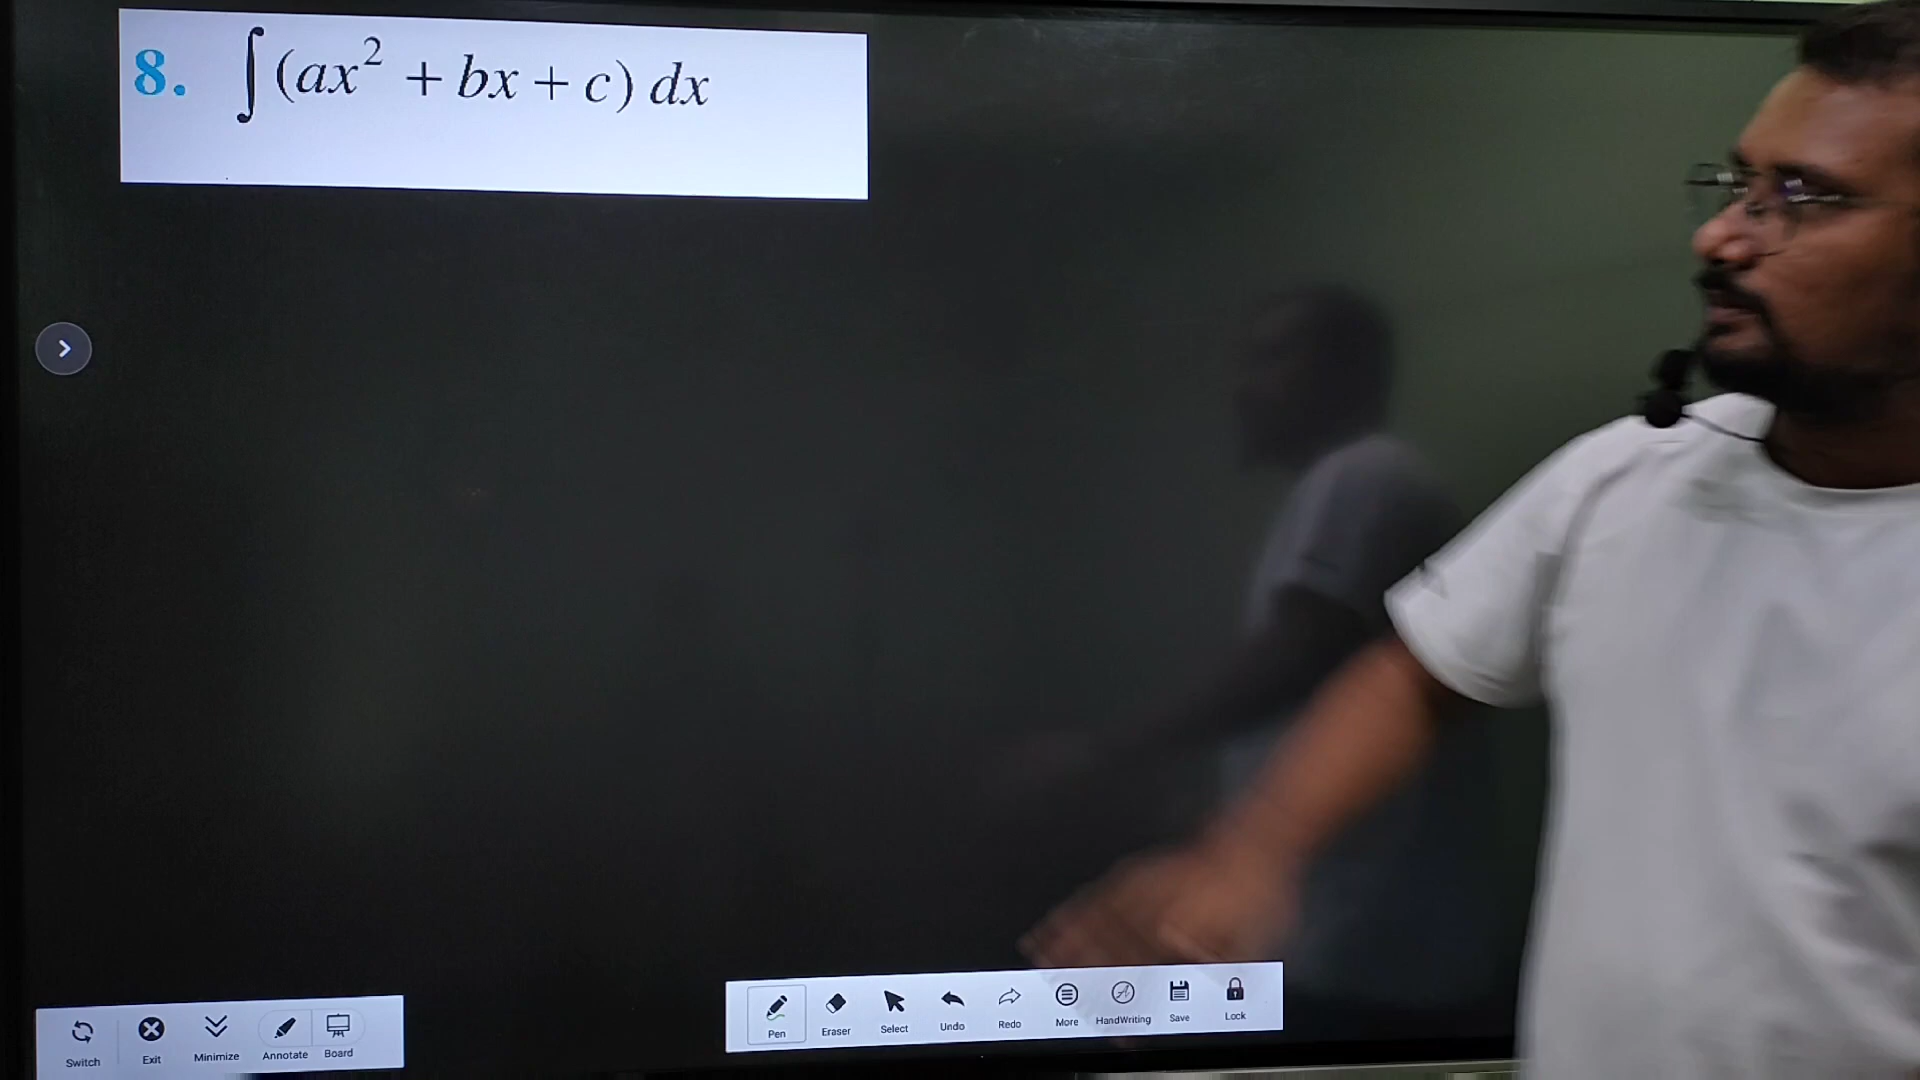 8. ∫(ax² + bx + c) dx
Switch Exit Minimize Annotate Board
Pen Eraser Select Undo Redo More HandWriting Save Lock